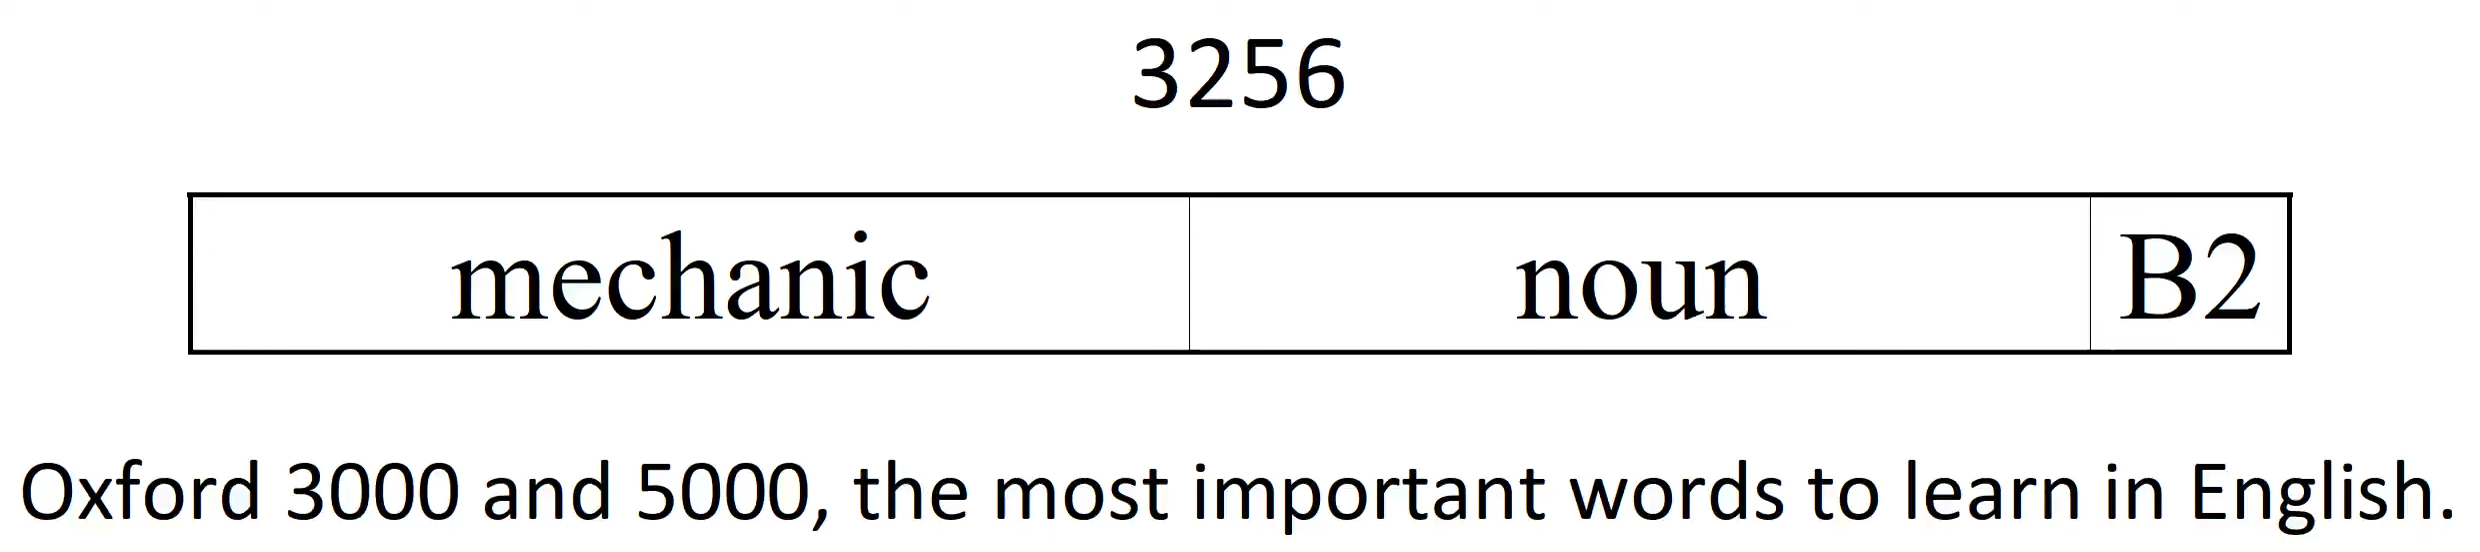 3256
mechanic noun B2
Oxford 3000 and 5000, the most important words to learn in English.